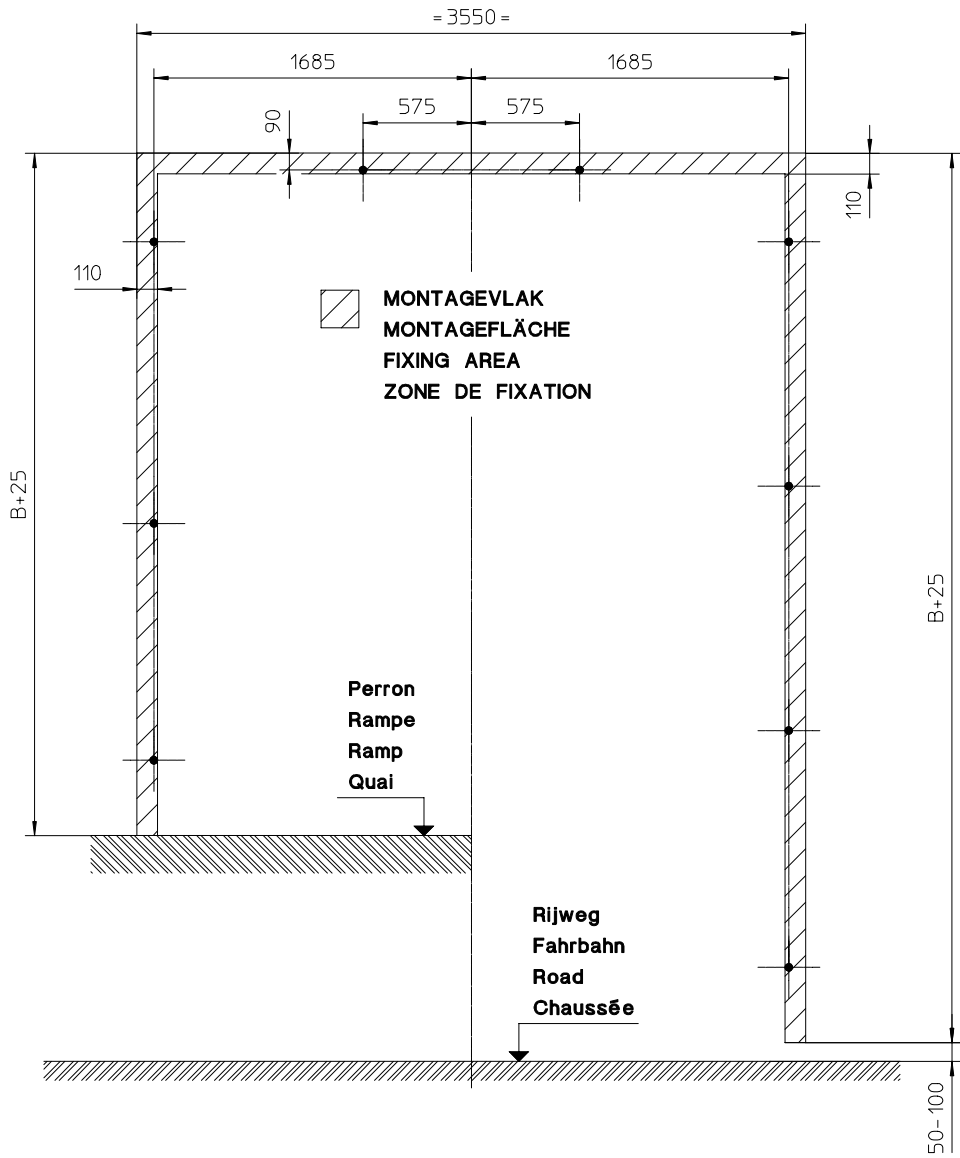 =3550=
1685
1685
575
575
90
110
110
MONTAGEVLAK
MONTAGEFLÄCHE
FIXING AREA
ZONE DE FIXATION
B+25
B+25
Perron
Rampe
Ramp
Quai
Rijweg
Fahrbahn
Road
Chaussée
50-100